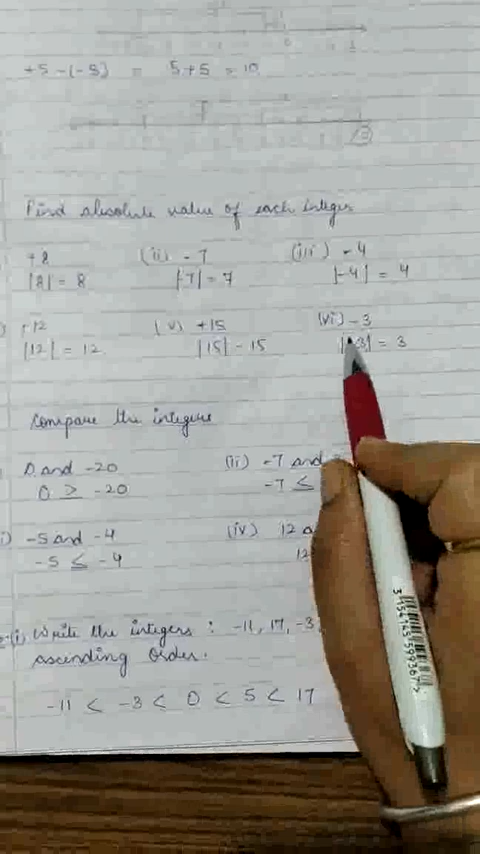 +5 -(-5) = 5+5 = 10
Find absolute value of each integer
+8 (ii) -7 (iii) -4
|8| = 8 |-7| = 7 |-4| = 4
+12 (v) +15 (vi) -3
|12| = 12 |15| - 15 |-3| = 3
Compare the integers
0 and -20 (ii) -7 and
0 ≥ -20 -7 ≤
i) -5 and -4 (iv) 12
-5 ≤ -4 12
(i) Write the integers : -11, 17, -3,
ascending order.
-11 < -3 < 0 < 5 < 17